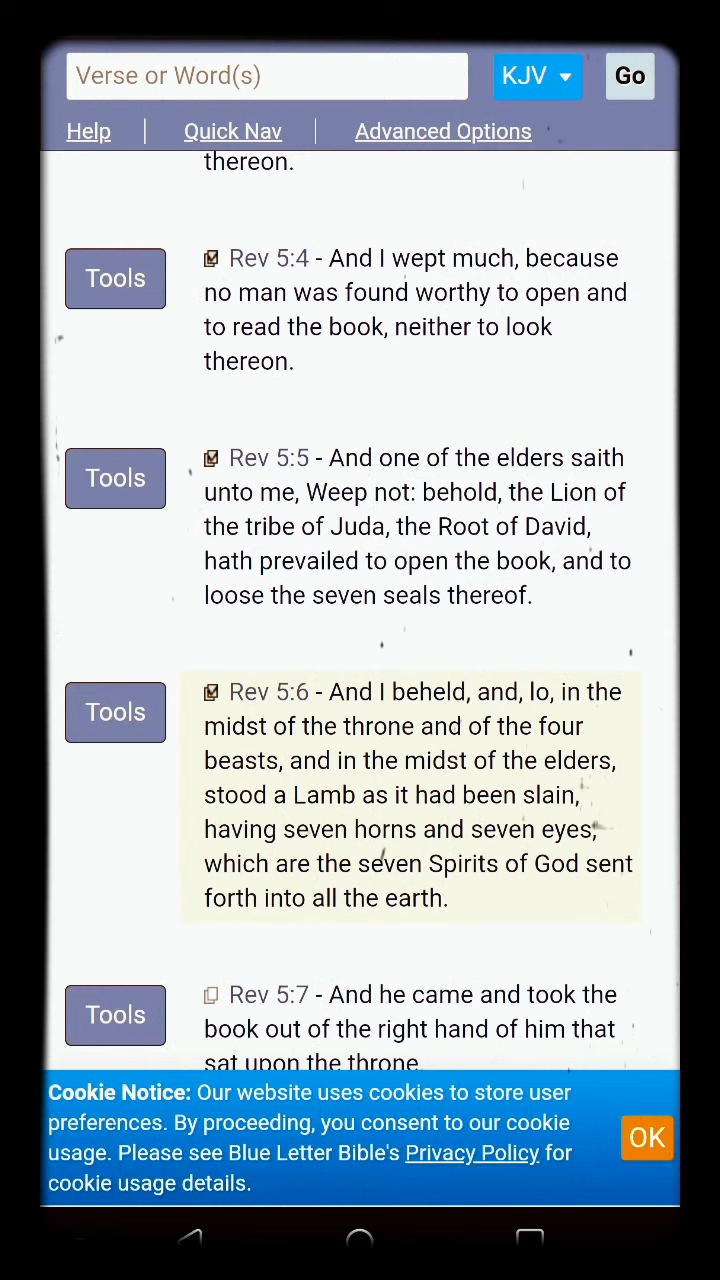 Verse or Word(s) KJV Go
Help | Quick Nav | Advanced Options
thereon.
Tools
Rev 5:4 - And I wept much, because
no man was found worthy to open and
to read the book, neither to look
thereon.
Tools
Rev 5:5 - And one of the elders saith
unto me, Weep not: behold, the Lion of
the tribe of Juda, the Root of David,
hath prevailed to open the book, and to
loose the seven seals thereof.
Tools
Rev 5:6 - And I beheld, and, lo, in the
midst of the throne and of the four
beasts, and in the midst of the elders,
stood a Lamb as it had been slain,
having seven horns and seven eyes,
which are the seven Spirits of God sent
forth into all the earth.
Tools
Rev 5:7 - And he came and took the
book out of the right hand of him that
sat upon the throne.
Cookie Notice: Our website uses cookies to store user
preferences. By proceeding, you consent to our cookie
usage. Please see Blue Letter Bible's Privacy Policy for
cookie usage details.
OK